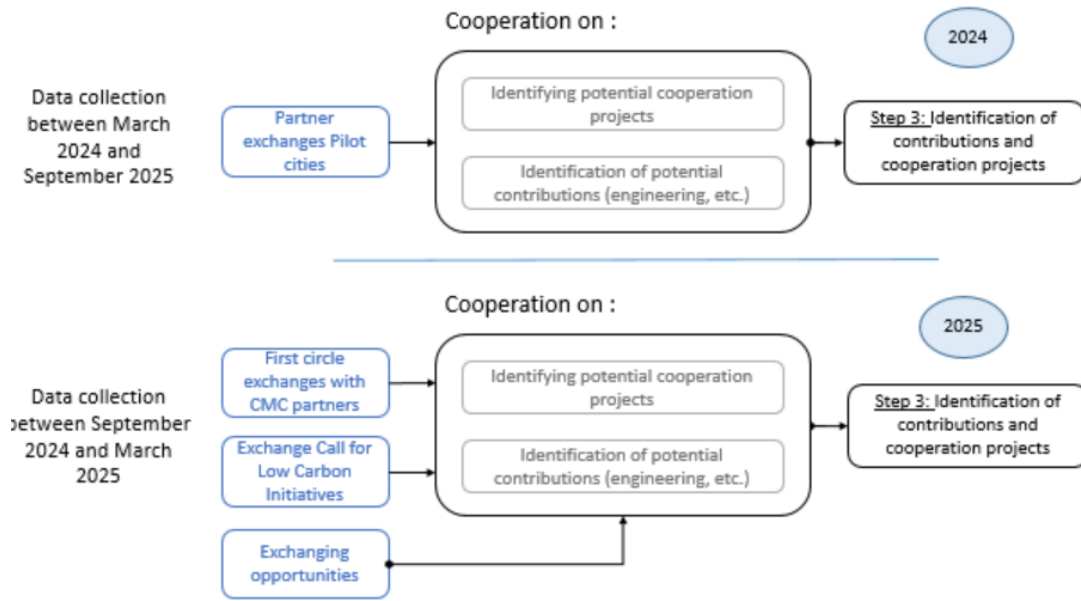 Cooperation on :
2024
Data collection
between March
2024 and
September 2025
Partner
exchanges Pilot
cities
Identifying potential cooperation
projects
Identification of potential
contributions (engineering, etc.)
Step 3: Identification of
contributions and
cooperation projects
Cooperation on :
2025
Data collection
between September
2024 and March
2025
First circle
exchanges with
CMC partners
Exchange Call for
Low Carbon
Initiatives
Exchanging
opportunities
Identifying potential cooperation
projects
Identification of potential
contributions (engineering, etc.)
Step 3: Identification of
contributions and
cooperation projects